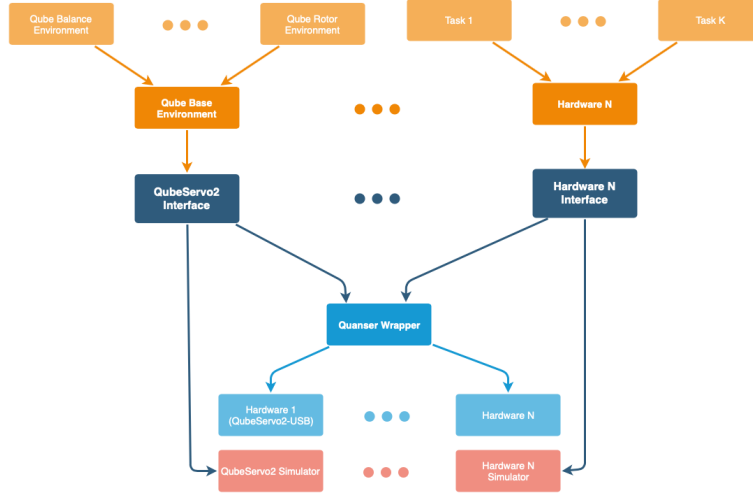 Qube Balance
Environment
Qube Rotor
Environment
Task 1
Task K
Qube Base
Environment
Hardware N
QubeServo2
Interface
Hardware N
Interface
Quanser Wrapper
Hardware 1
(QubeServo2-USB)
Hardware N
QubeServo2 Simulator
Hardware N
Simulator